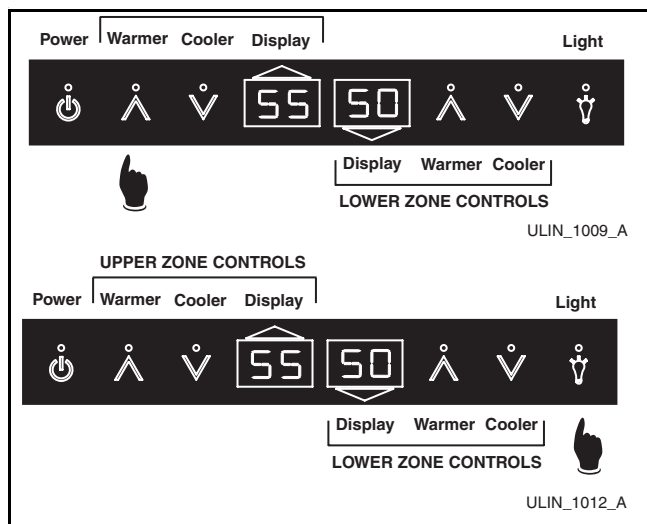 Power Warmer Cooler Display Light
55 50
Display Warmer Cooler
LOWER ZONE CONTROLS
ULIN_1009_A
UPPER ZONE CONTROLS
Power Warmer Cooler Display Light
55 50
Display Warmer Cooler
LOWER ZONE CONTROLS
ULIN_1012_A